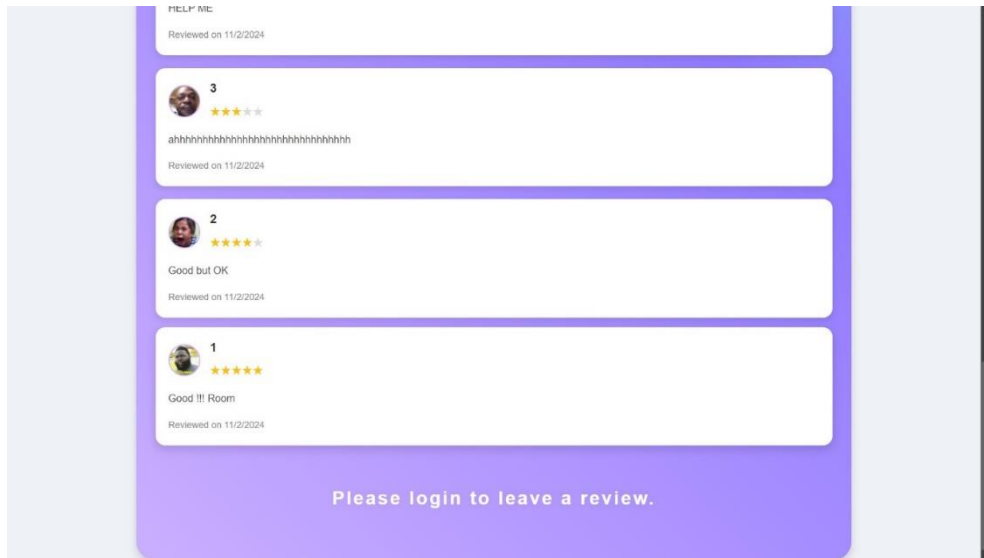 HELP ME
Reviewed on 11/2/2024
3
ahhhhhhhhhhhhhhhhhhhhhhhhhhhhhhh
Reviewed on 11/2/2024
2
Good but OK
Reviewed on 11/2/2024
1
Good !!! Room
Reviewed on 11/2/2024
Please login to leave a review.